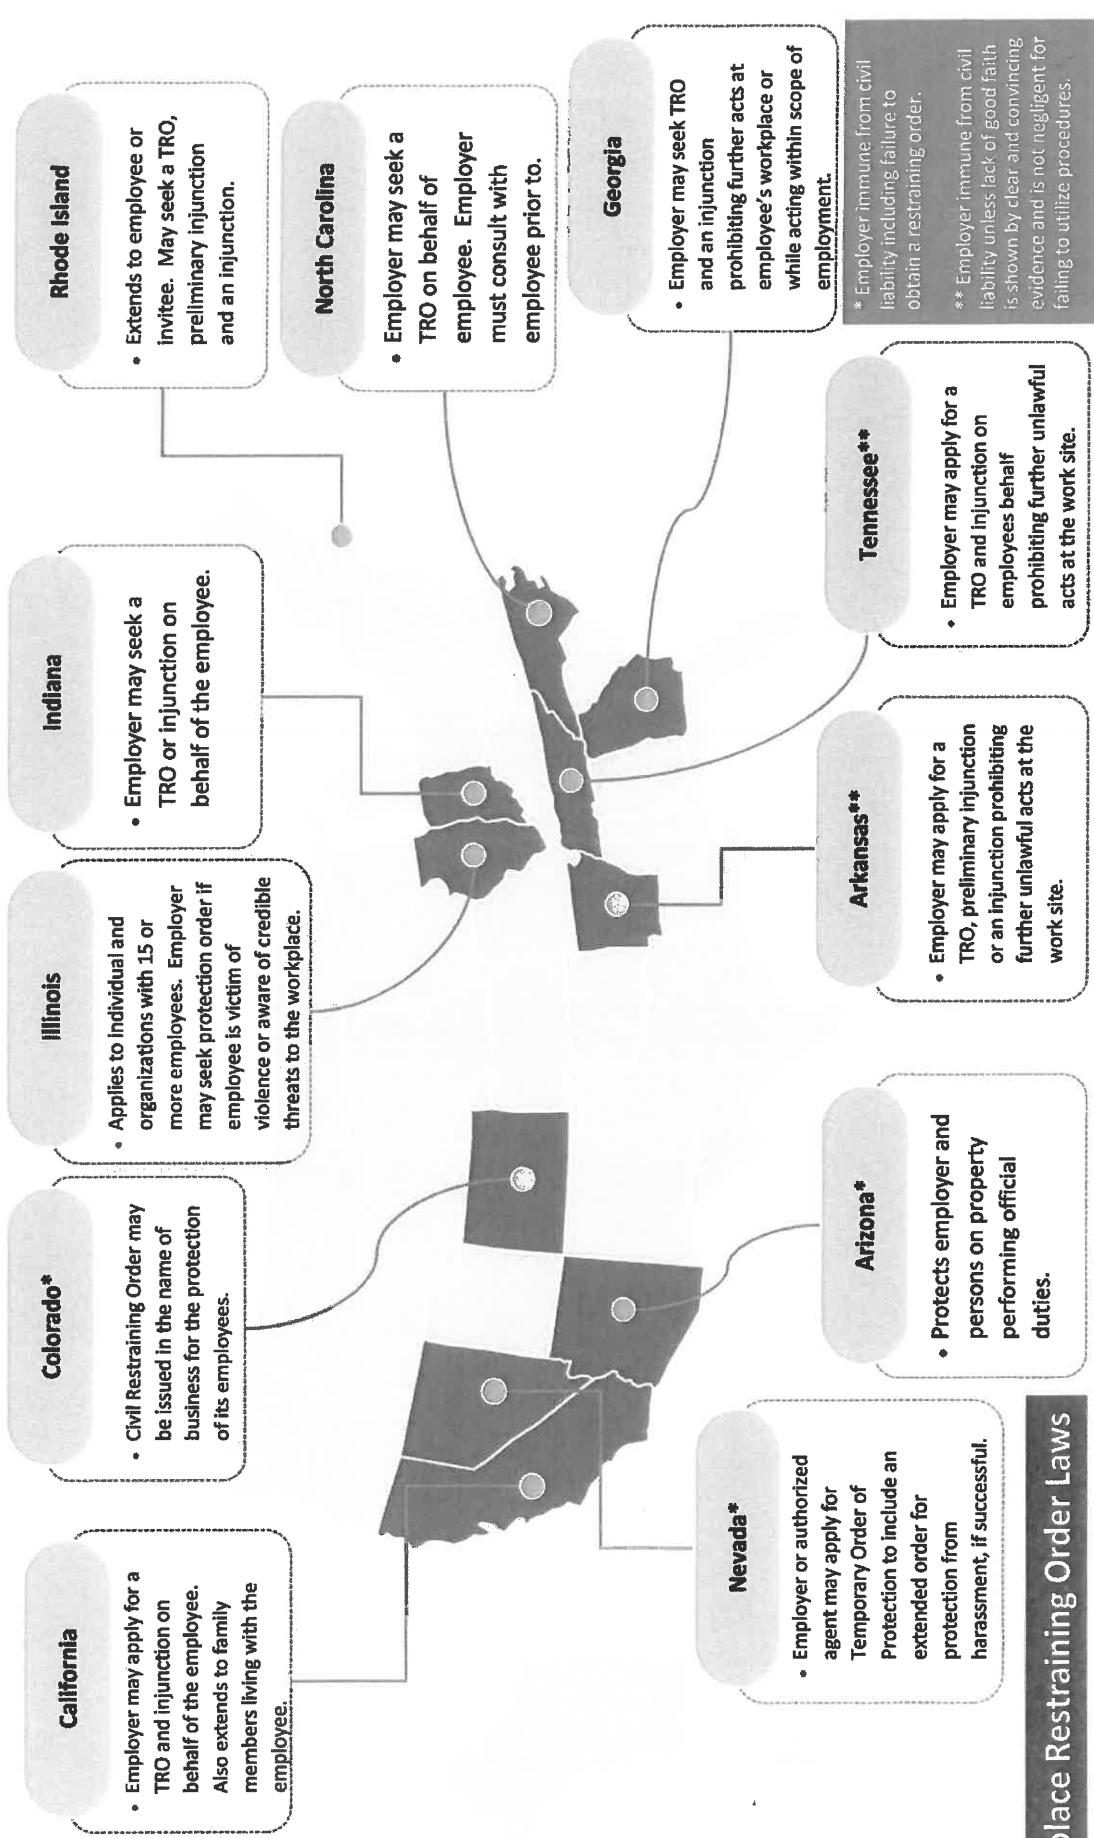 California
• Employer may apply for a
TRO and injunction on
behalf of the employee.
Also extends to family
members living with the
employee.
Colorado*
• Civil Restraining Order may
be issued in the name of
business for the protection
of its employees.
Illinois
• Applies to Individual and
organizations with 15 or
more employees. Employer
may seek protection order if
employee is victim of
violence or aware of credible
threats to the workplace.
Indiana
• Employer may seek a
TRO or injunction on
behalf of the employee.
Rhode Island
• Extends to employee or
invitee. May seek a TRO,
preliminary injunction
and an injunction.
North Carolina
• Employer may seek a
TRO on behalf of
employee. Employer
must consult with
employee prior to.
Georgia
• Employer may seek TRO
and an injunction
prohibiting further acts at
employee's workplace or
while acting within scope of
employment.
Nevada*
• Employer or authorized
agent may apply for
Temporary Order of
Protection to include an
extended order for
protection from
harassment, if successful.
Arizona*
• Protects employer and
persons on property
performing official
duties.
Arkansas**
• Employer may apply for a
TRO, preliminary injunction
or an injunction prohibiting
further unlawful acts at the
work site.
Tennessee**
• Employer may apply for a
TRO and injunction on
employees behalf
prohibiting further unlawful
acts at the work site.
* Employer immune from civil
liability including failure to
obtain a restraining order.
** Employer immune from civil
liability unless lack of good faith
is shown by clear and convincing
evidence and is not negligent for
failing to utilize procedures.
place Restraining Order Laws